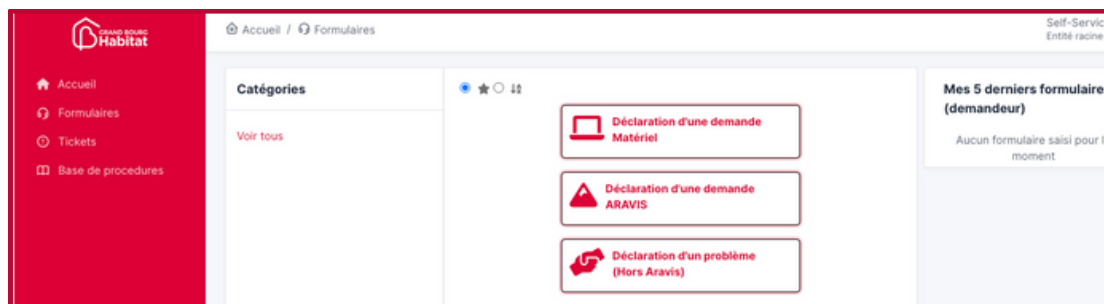 GRAND BOURG
Habitat
Accueil
Formulaires
Tickets
Base de procedures
Accueil / Formulaires
Self-Servic
Entité racine
Catégories
Voir tous
Déclaration d'une demande
Matériel
Déclaration d'une demande
ARAVIS
Déclaration d'un problème
(Hors Aravis)
Mes 5 derniers formulaire
(demandeur)
Aucun formulaire saisi pour l
moment